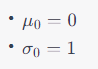 • μ₀ = 0
• σ₀ = 1